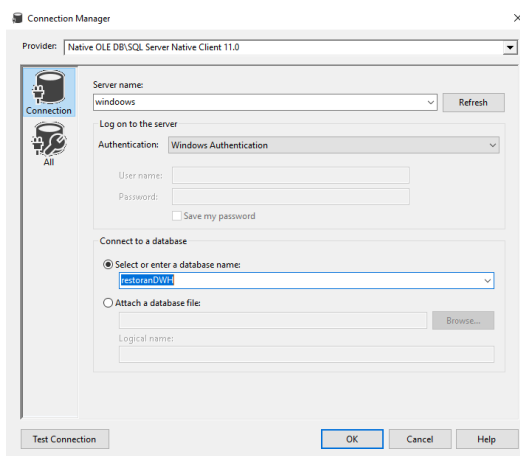 Connection Manager
Provider: Native OLE DB\SQL Server Native Client 11.0
Connection
All
Server name:
windoows
Refresh
Log on to the server
Authentication: Windows Authentication
User name:
Password:
Save my password
Connect to a database
Select or enter a database name:
restoranDWH
Attach a database file:
Browse...
Logical name:
Test Connection
OK
Cancel
Help